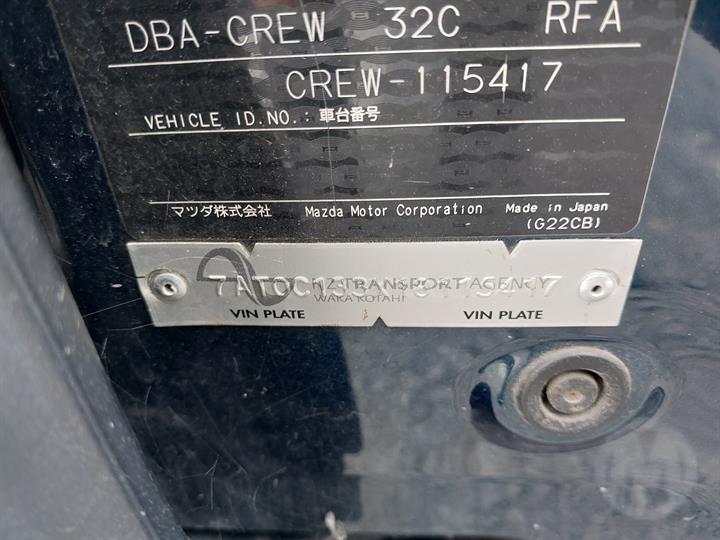 DBA-CREW 32C RFA
CREW-115417
VEHICLE ID.NO.:車台番号
マツダ株式会社 Mazda Motor Corporation Made in Japan
(G22CB)
NZ TRANSPORT AGENCY
WAKA KOTAHI
VIN PLATE VIN PLATE